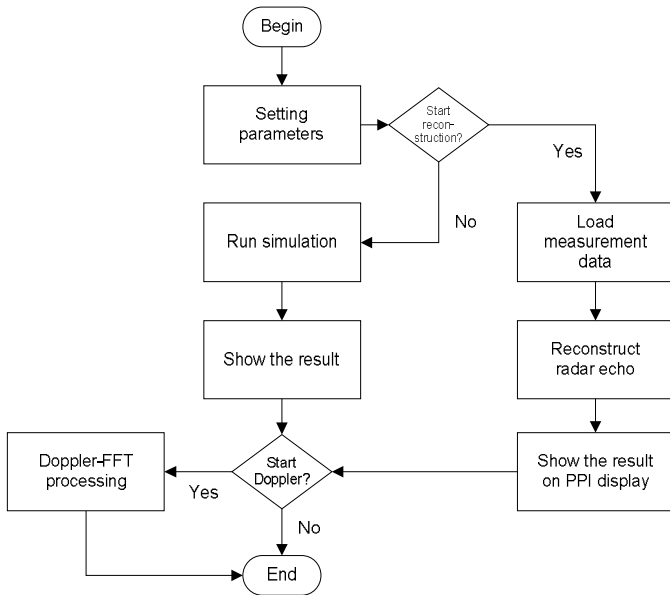 Begin
Setting
parameters
Start
recon-
struction?
Yes
No
Run simulation
Load
measurement
data
Show the result
Reconstruct
radar echo
Doppler-FFT
processing
Start
Doppler?
Show the result
on PPI display
Yes
No
End